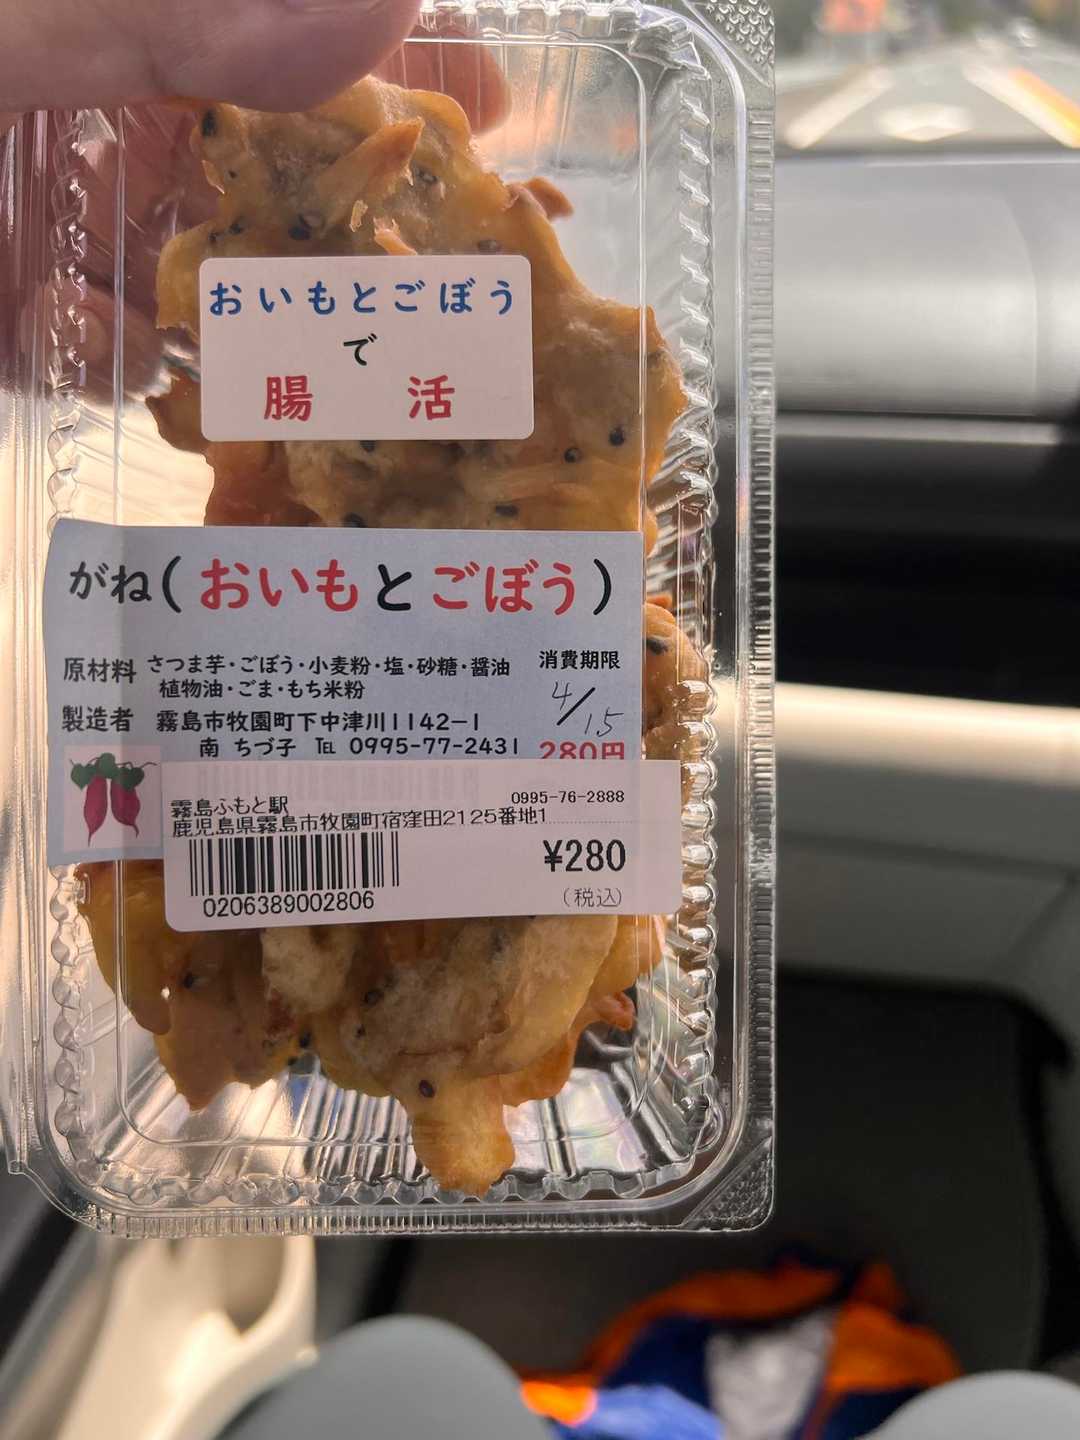 おいもとごぼう
で
腸 活
がね(おいもとごぼう)
原材料 さつま芋・ごぼう・小麦粉・塩・砂糖・醤油
植物油・ごま・もち米粉
消費期限
4/15
製造者 霧島市牧園町下中津川1142-1
南 ちづ子 ℡ 0995-77-2431
280円
霧島ふもと駅 0995-76-2888
鹿児島県霧島市牧園町宿窪田2125番地1
¥280
(税込)
0206389002806